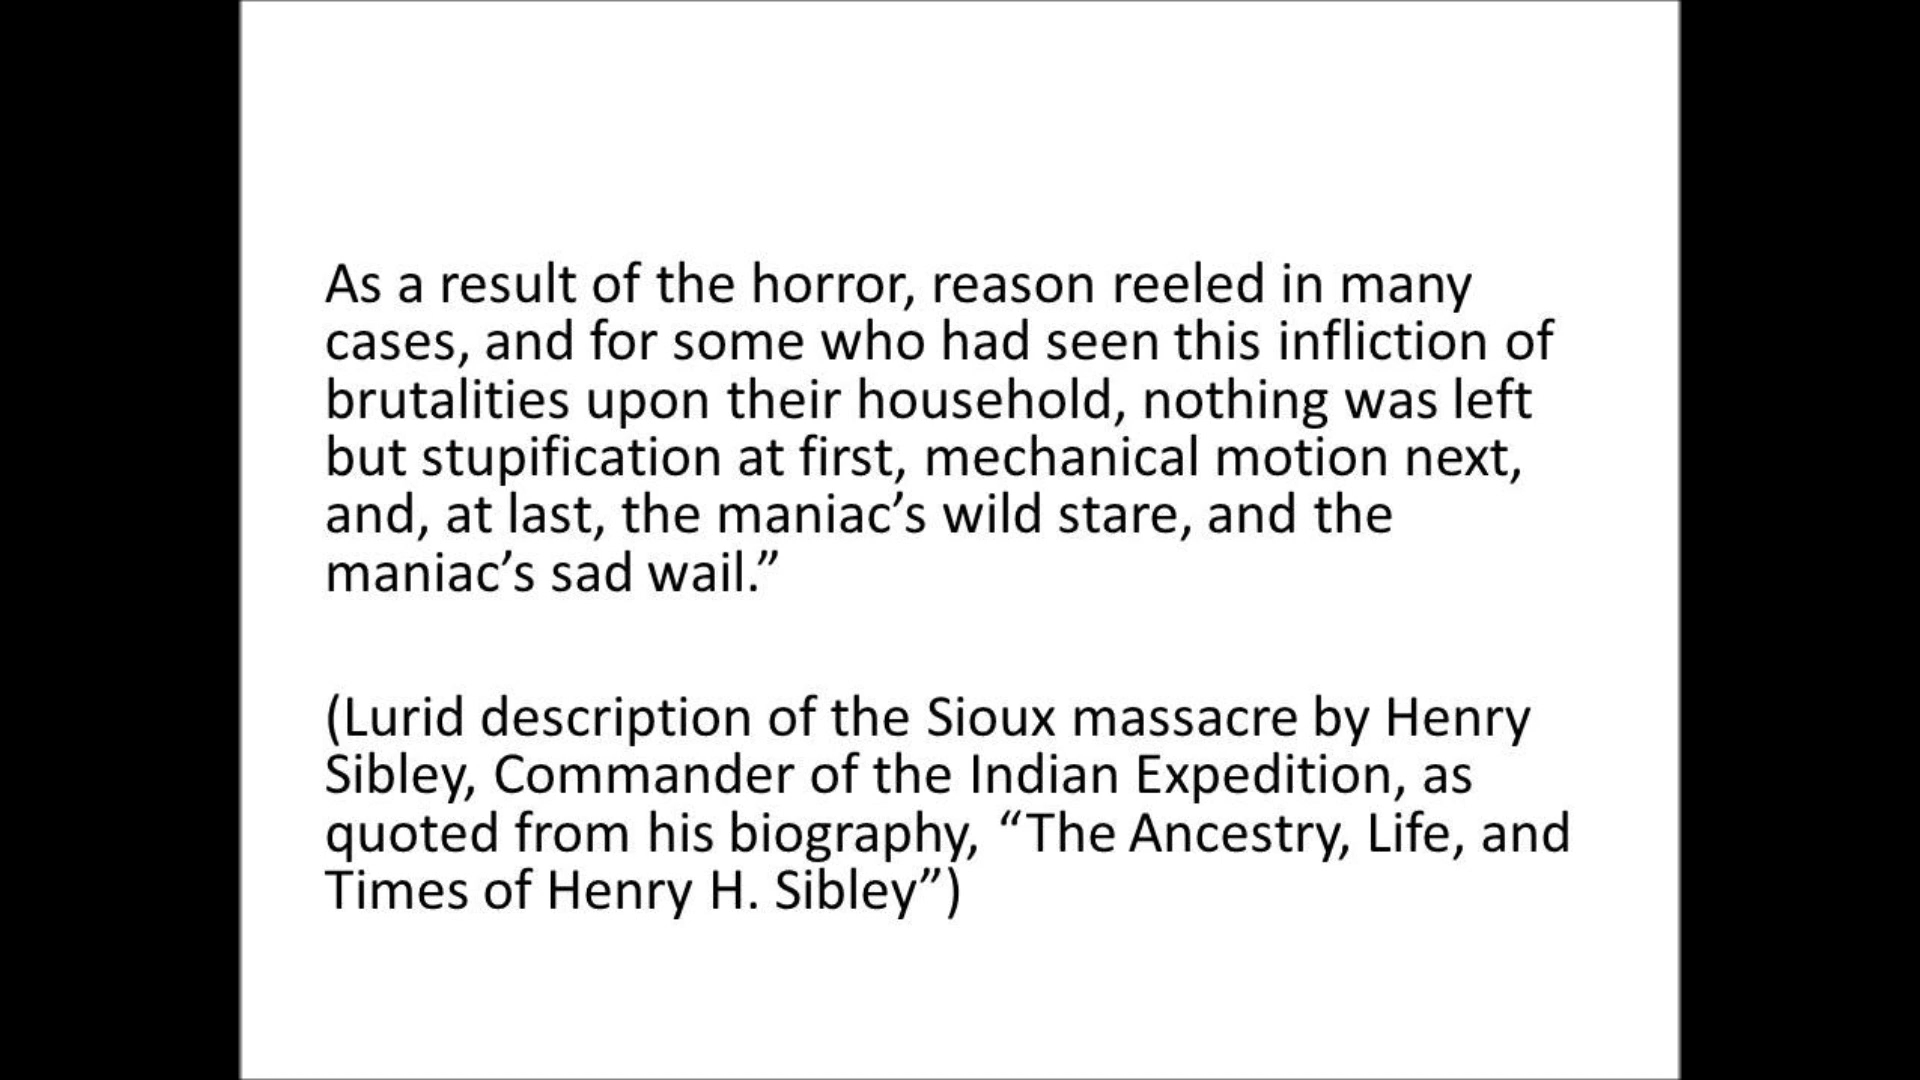 As a result of the horror, reason reeled in many
cases, and for some who had seen this infliction of
brutalities upon their household, nothing was left
but stupification at first, mechanical motion next,
and, at last, the maniac’s wild stare, and the
maniac’s sad wail.”
(Lurid description of the Sioux massacre by Henry
Sibley, Commander of the Indian Expedition, as
quoted from his biography, “The Ancestry, Life, and
Times of Henry H. Sibley”)